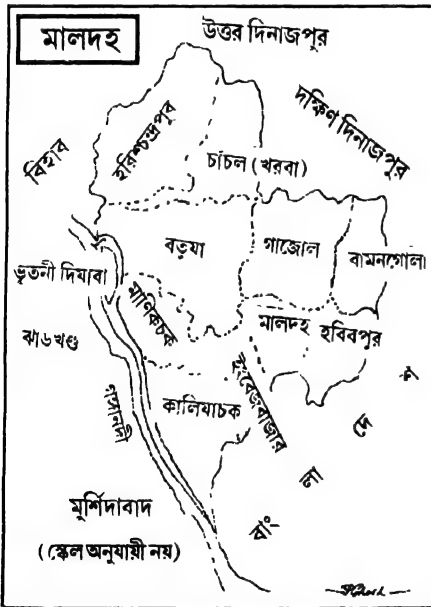 মালদহ
উত্তর দিনাজপুর
দক্ষিণ দিনাজপুর
বিহাব
হরিশ্চন্দ্রপুর
চাঁচল (খরবা)
বড়যা
গাজোল
বামনগোলা
ভূতনী দিযাবা
মানিকচক
মালদহ হবিবপুর
ঝাড়খণ্ড
ইংবেজবাজার
গঙ্গানদী
কালিযাচক
বাং লা দে শ
মুর্শিদাবাদ
(স্কেল অনুযায়ী নয়)